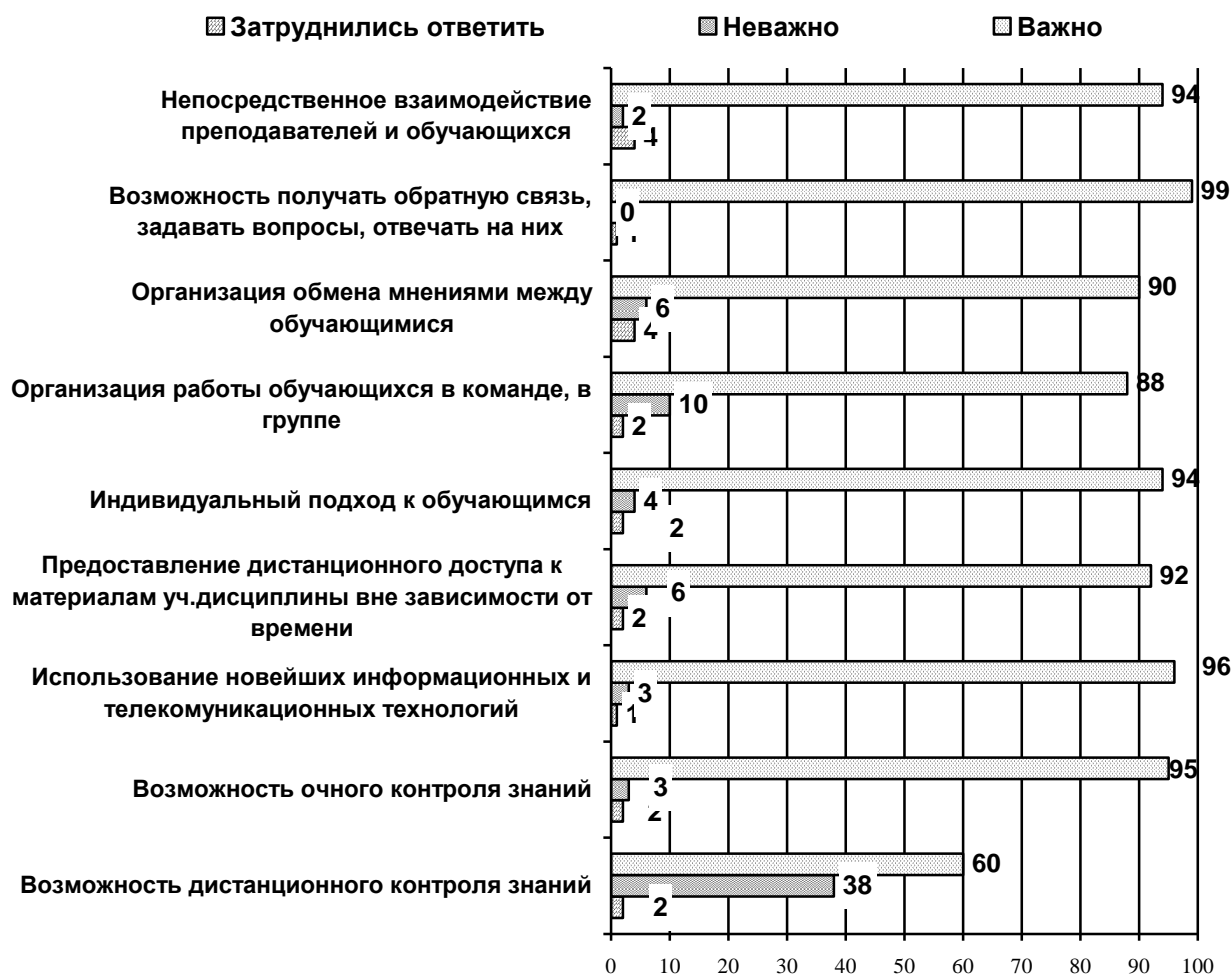 Затруднились ответить Неважно Важно
Непосредственное взаимодействие
преподавателей и обучающихся
94
2
4
Возможность получать обратную связь,
задавать вопросы, отвечать на них
99
0
1
Организация обмена мнениями между
обучающимися
90
6
4
Организация работы обучающихся в команде, в
группе
88
10
2
Индивидуальный подход к обучающимся
94
4
2
Предоставление дистанционного доступа к
материалам уч.дисциплины вне зависимости от
времени
92
6
2
Использование новейших информационных и
телекомуникационных технологий
96
3
1
Возможность очного контроля знаний
95
3
2
Возможность дистанционного контроля знаний
60
38
2
0 10 20 30 40 50 60 70 80 90 100